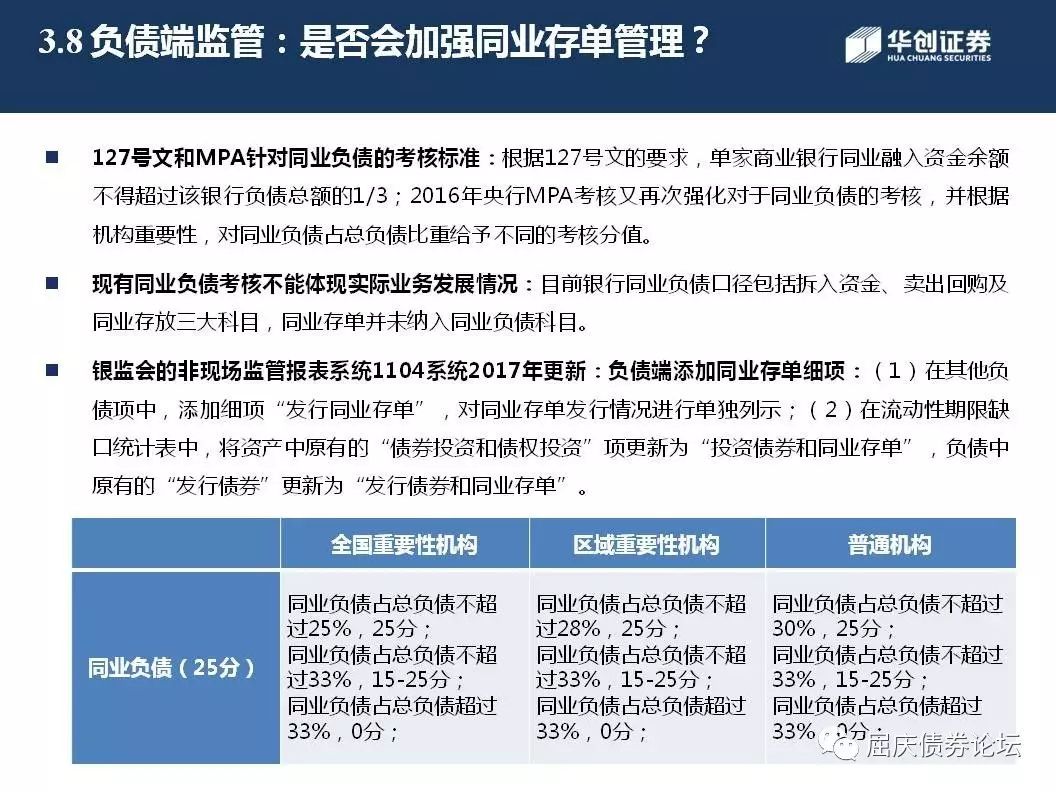 3.8 负债端监管：是否会加强同业存单管理？
华创证券
HUA CHUANG SECURITIES
127号文和MPA针对同业负债的考核标准：根据127号文的要求，单家商业银行同业融入资金余额
不得超过该银行负债总额的1/3；2016年央行MPA考核又再次强化对于同业负债的考核，并根据
机构重要性，对同业负债占总负债比重给予不同的考核分值。
现有同业负债考核不能体现实际业务发展情况：目前银行同业负债口径包括拆入资金、卖出回购及
同业存放三大科目，同业存单并未纳入同业负债科目。
银监会的非现场监管报表系统1104系统2017年更新：负债端添加同业存单细项：（1）在其他负
债项中，添加细项“发行同业存单”，对同业存单发行情况进行单独列示；（2）在流动性期限缺
口统计表中，将资产中原有的“债券投资和债权投资”项更新为“投资债券和同业存单”，负债中
原有的“发行债券”更新为“发行债券和同业存单”。
全国重要性机构
区域重要性机构
普通机构
同业负债（25分）
同业负债占总负债不超
过25%，25分；
同业负债占总负债不超
过33%，15-25分；
同业负债占总负债超过
33%，0分；
同业负债占总负债不超
过28%，25分；
同业负债占总负债不超
过33%，15-25分；
同业负债占总负债超过
33%，0分；
同业负债占总负债不超过
30%，25分；
同业负债占总负债不超过
33%，15-25分；
同业负债占总负债超过
33%，0分；
屈庆债券论坛